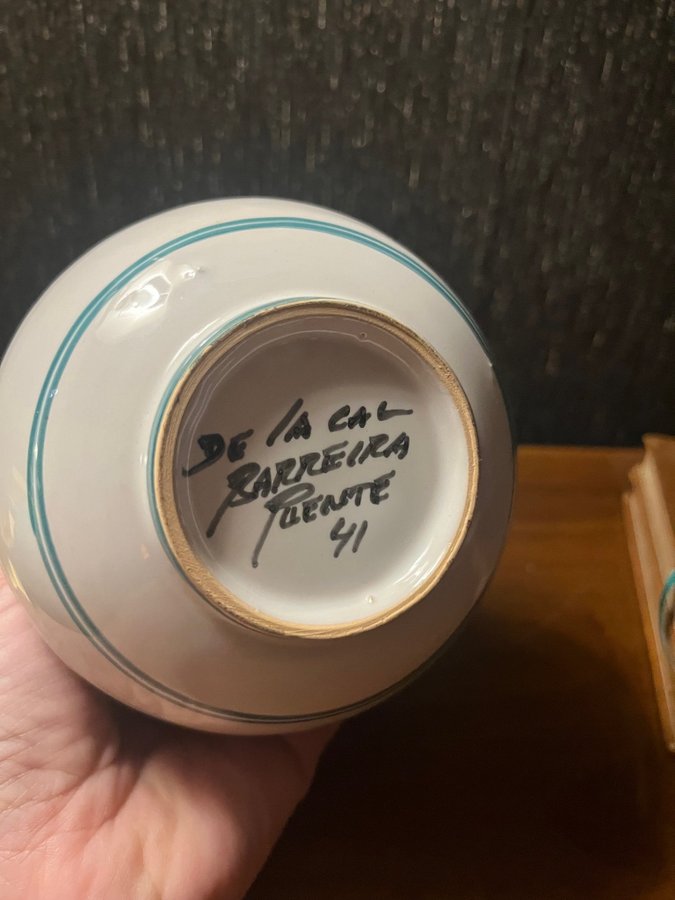 DE LA CAL
BARREIRA
PUENTE
41